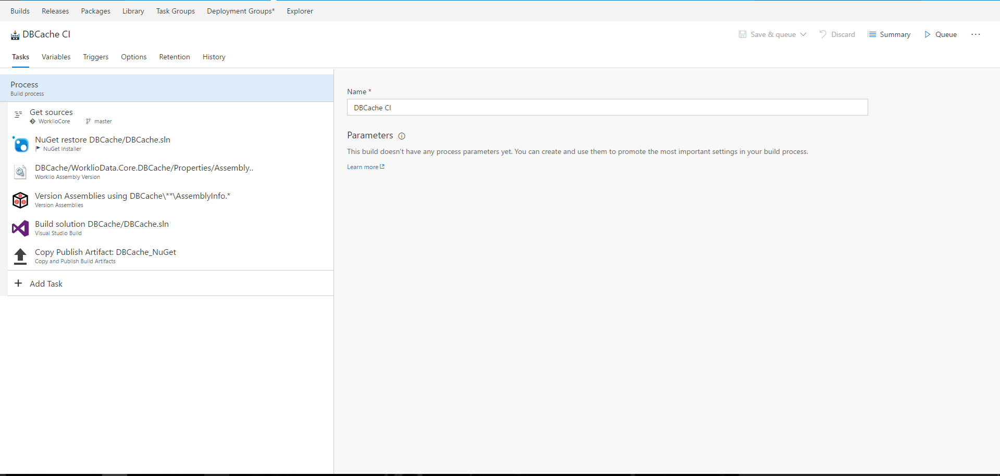 Builds Releases Packages Library Task Groups Deployment Groups* Explorer
DBCache CI
Save & queue Discard Summary Queue ...
Tasks Variables Triggers Options Retention History
Process
Build process
Get sources
WorklioCore master
NuGet restore DBCache/DBCache.sln
NuGet Installer
DBCache/WorklioData.Core.DBCache/Properties/Assembly..
Worklio Assembly Version
Version Assemblies using DBCache\**\AssemblyInfo.*
Version Assemblies
Build solution DBCache/DBCache.sln
Visual Studio Build
Copy Publish Artifact: DBCache_NuGet
Copy and Publish Build Artifacts
+ Add Task
Name *
DBCache CI
Parameters
This build doesn't have any process parameters yet. You can create and use them to promote the most important settings in your build process.
Learn more